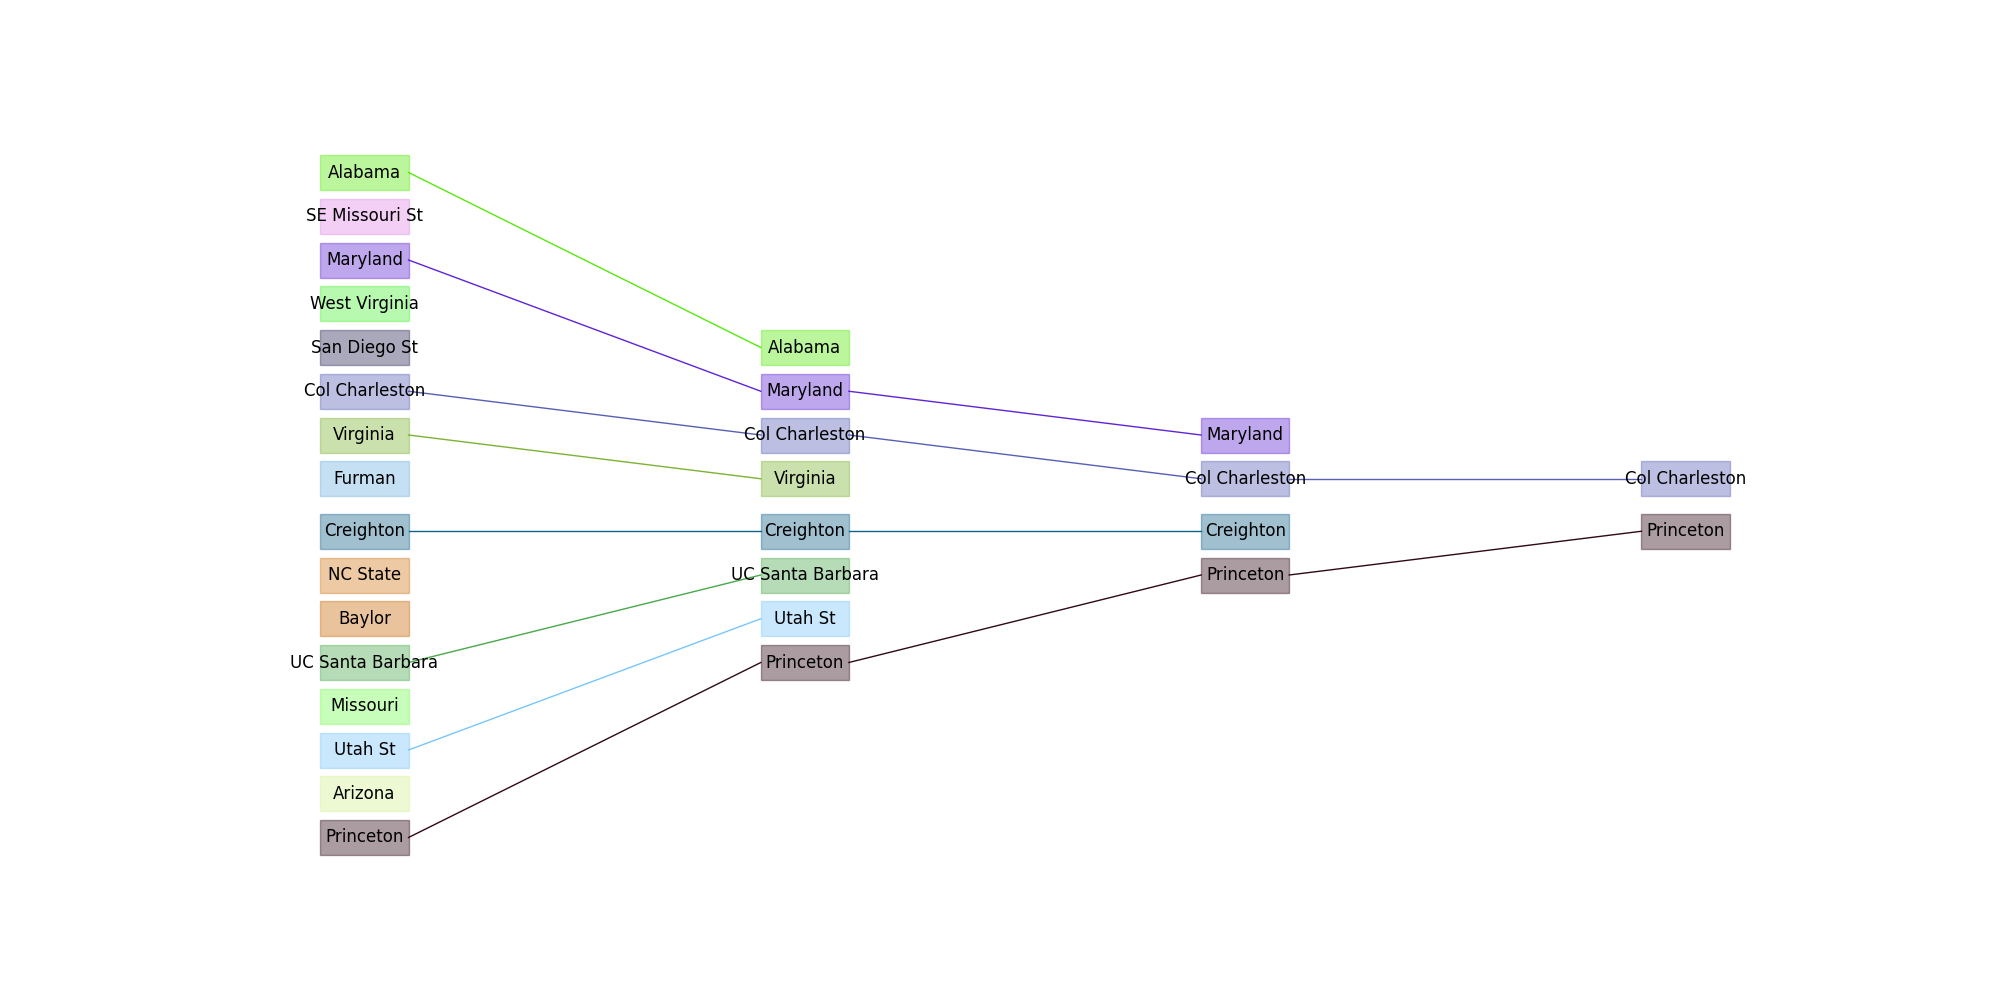 Alabama
SE Missouri St
Maryland
West Virginia
San Diego St
Col Charleston
Virginia
Furman
Creighton
NC State
Baylor
UC Santa Barbara
Missouri
Utah St
Arizona
Princeton
Alabama
Maryland
Col Charleston
Virginia
Creighton
UC Santa Barbara
Utah St
Princeton
Maryland
Col Charleston
Creighton
Princeton
Col Charleston
Princeton